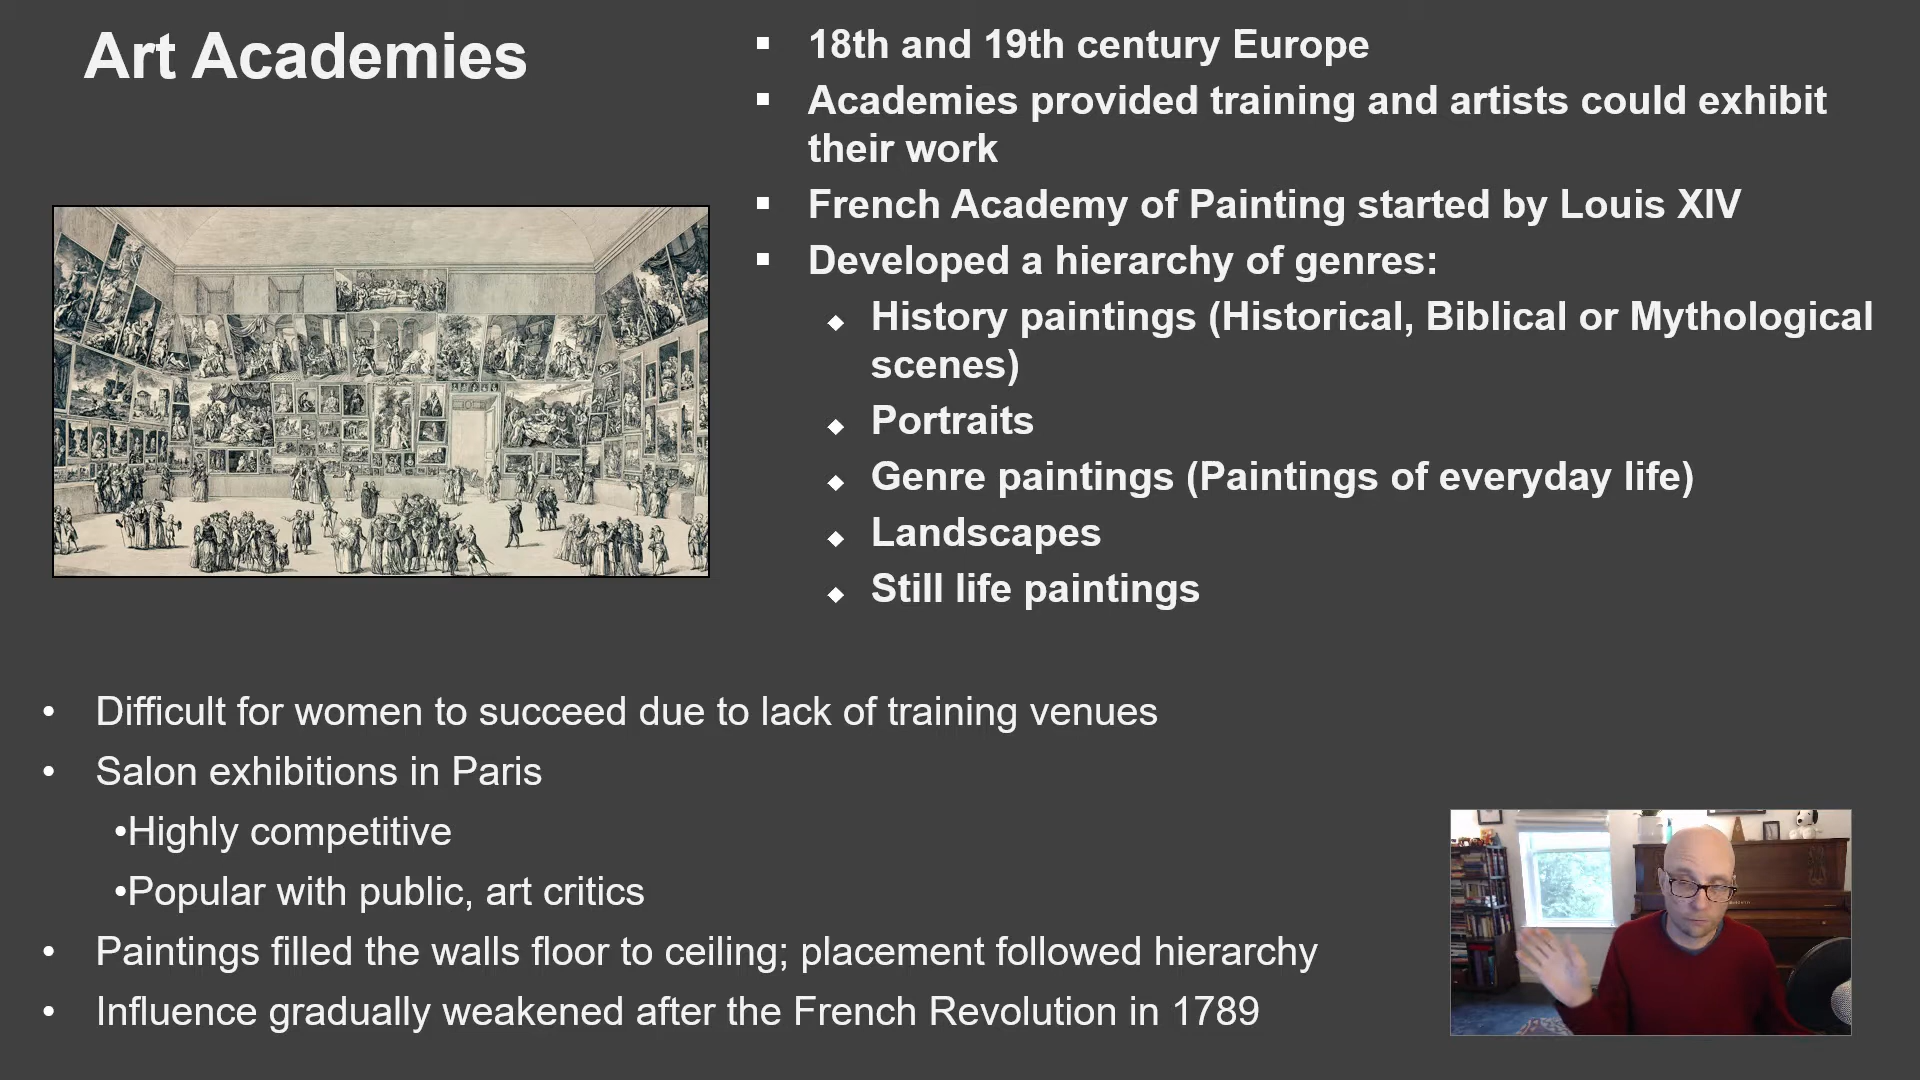 Art Academies
▪ 18th and 19th century Europe
▪ Academies provided training and artists could exhibit
their work
▪ French Academy of Painting started by Louis XIV
▪ Developed a hierarchy of genres:
◆ History paintings (Historical, Biblical or Mythological
scenes)
◆ Portraits
◆ Genre paintings (Paintings of everyday life)
◆ Landscapes
◆ Still life paintings
• Difficult for women to succeed due to lack of training venues
• Salon exhibitions in Paris
•Highly competitive
•Popular with public, art critics
• Paintings filled the walls floor to ceiling; placement followed hierarchy
• Influence gradually weakened after the French Revolution in 1789